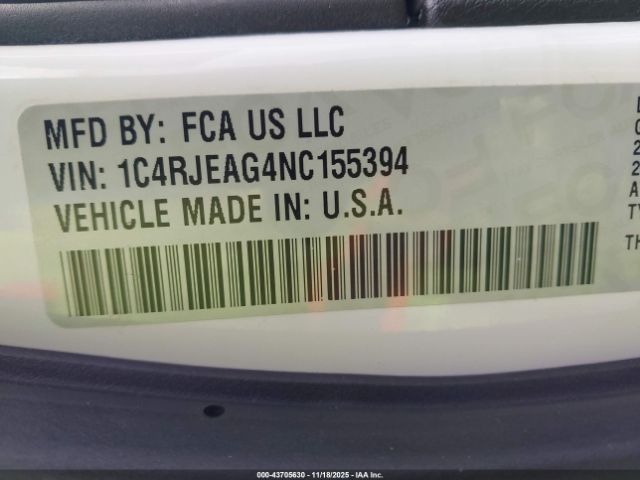 MFD BY: FCA US LLC
VIN: 1C4RJEAG4NC155394
VEHICLE MADE IN: U.S.A.
000-43705630 - 11/18/2025 - IAA Inc.